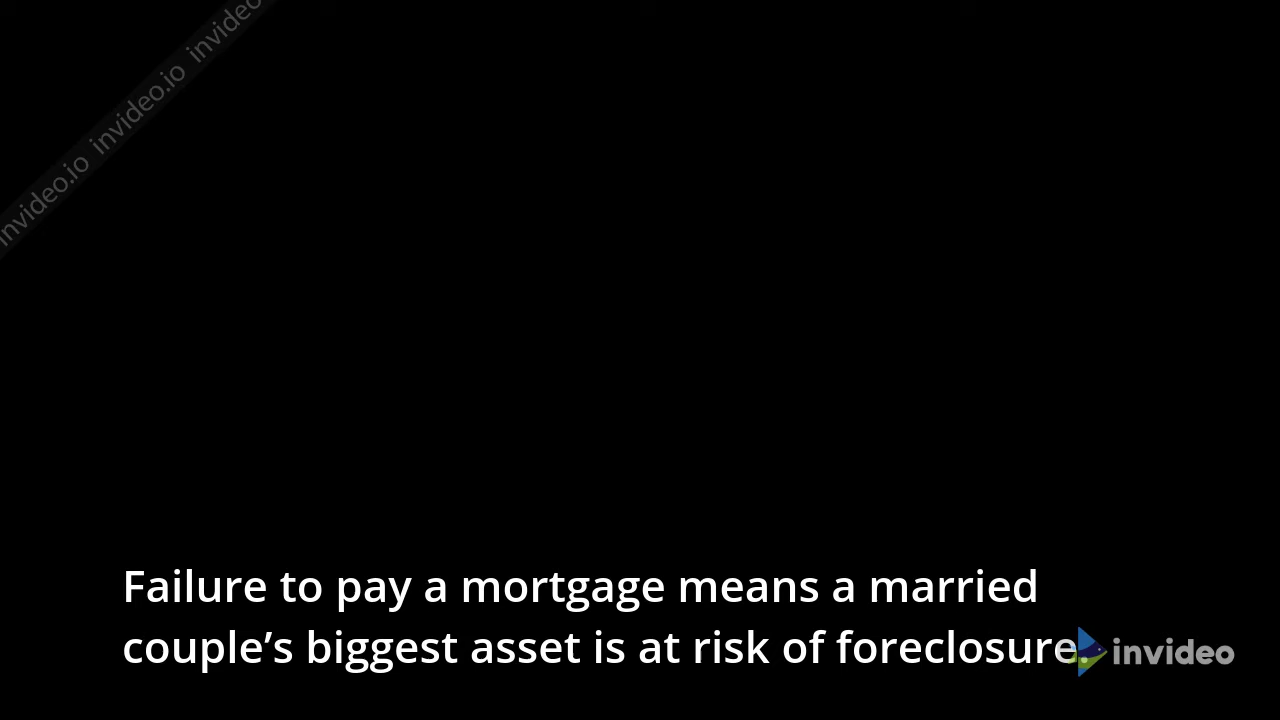 invideo.io invideo.io invideo
Failure to pay a mortgage means a married
couple’s biggest asset is at risk of foreclosure.
invideo